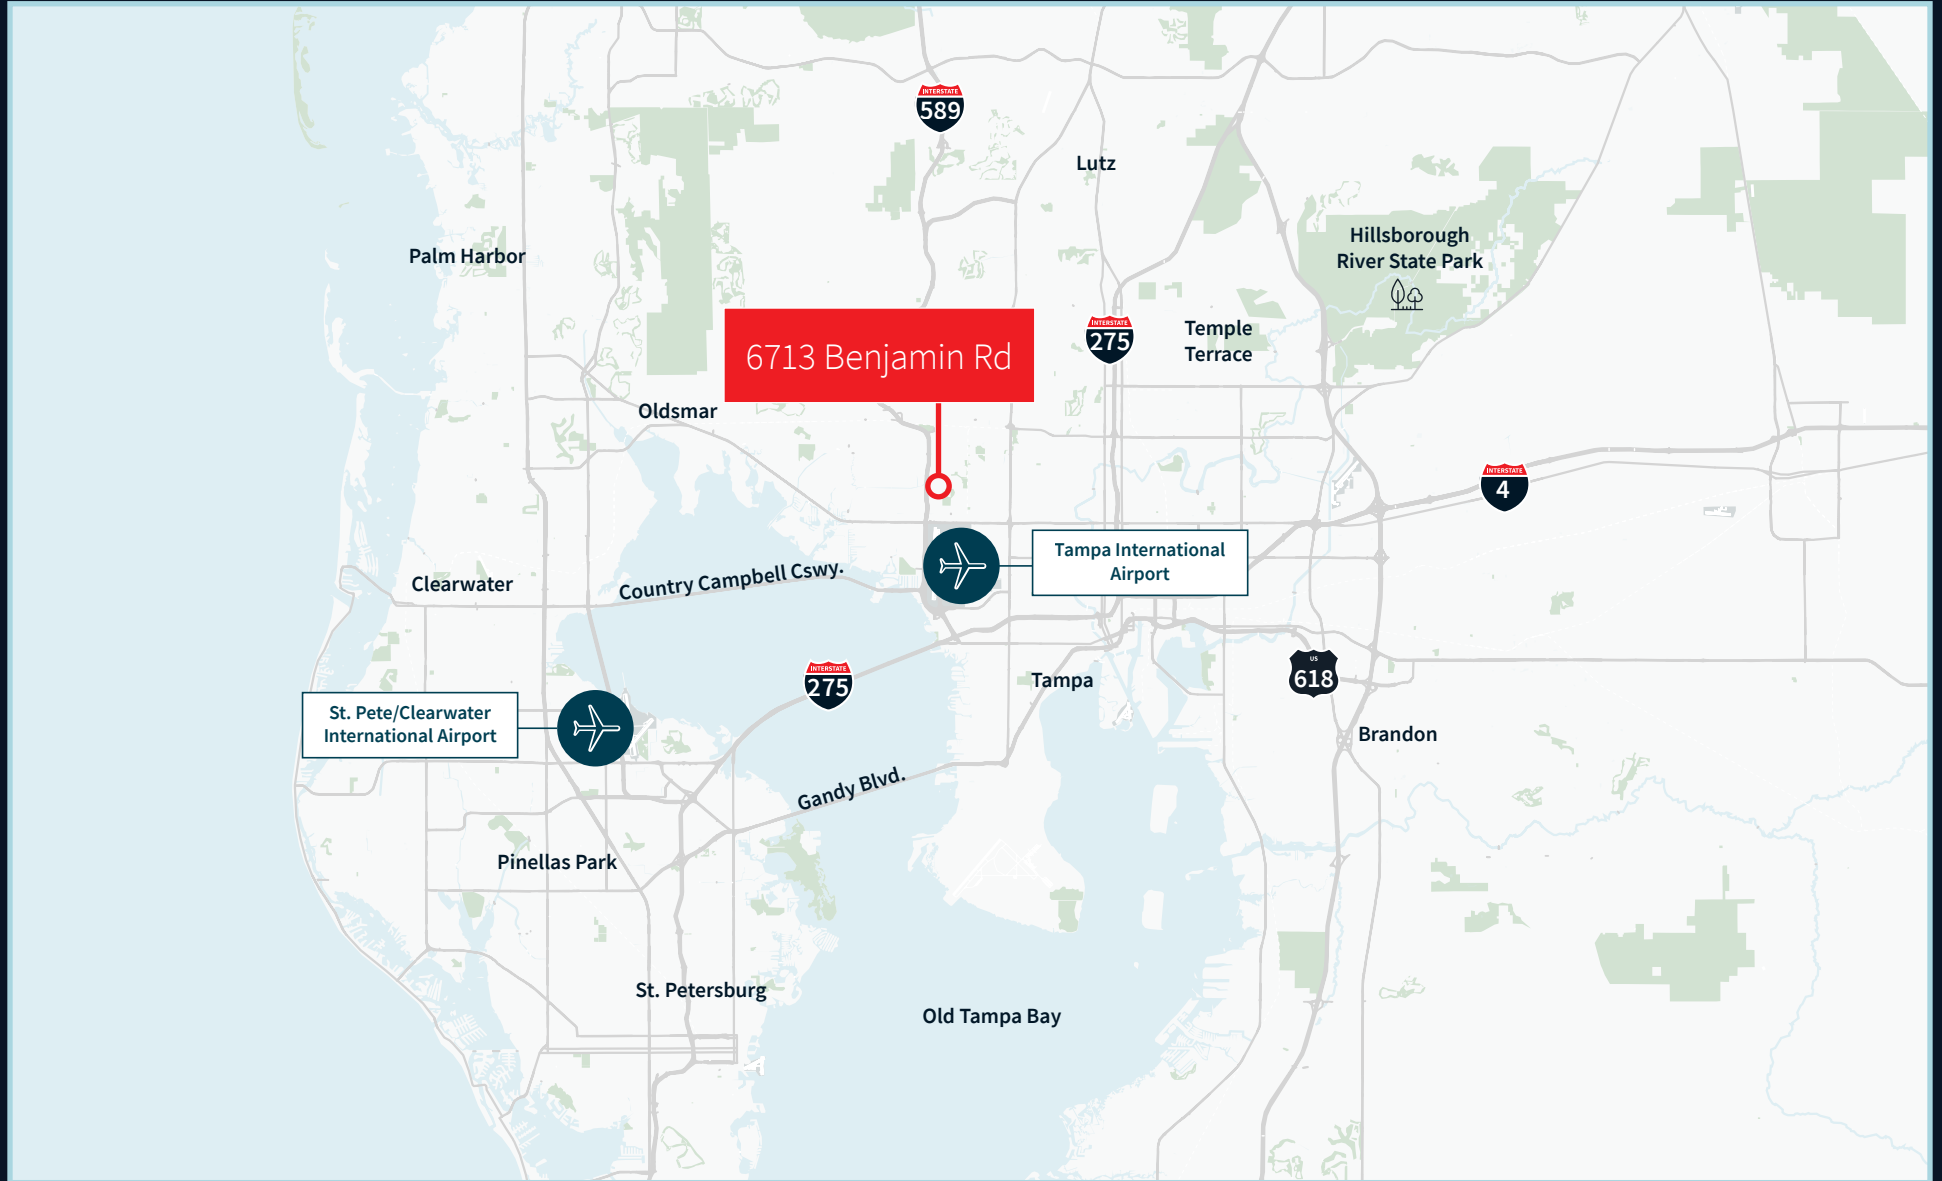 INTERSTATE
589
Lutz
Hillsborough
River State Park
Palm Harbor
INTERSTATE
275
Temple
Terrace
6713 Benjamin Rd
Oldsmar
INTERSTATE
4
Tampa International
Airport
Country Campbell Cswy.
Clearwater
INTERSTATE
275
Tampa
US
618
St. Pete/Clearwater
International Airport
Brandon
Gandy Blvd.
Pinellas Park
St. Petersburg
Old Tampa Bay